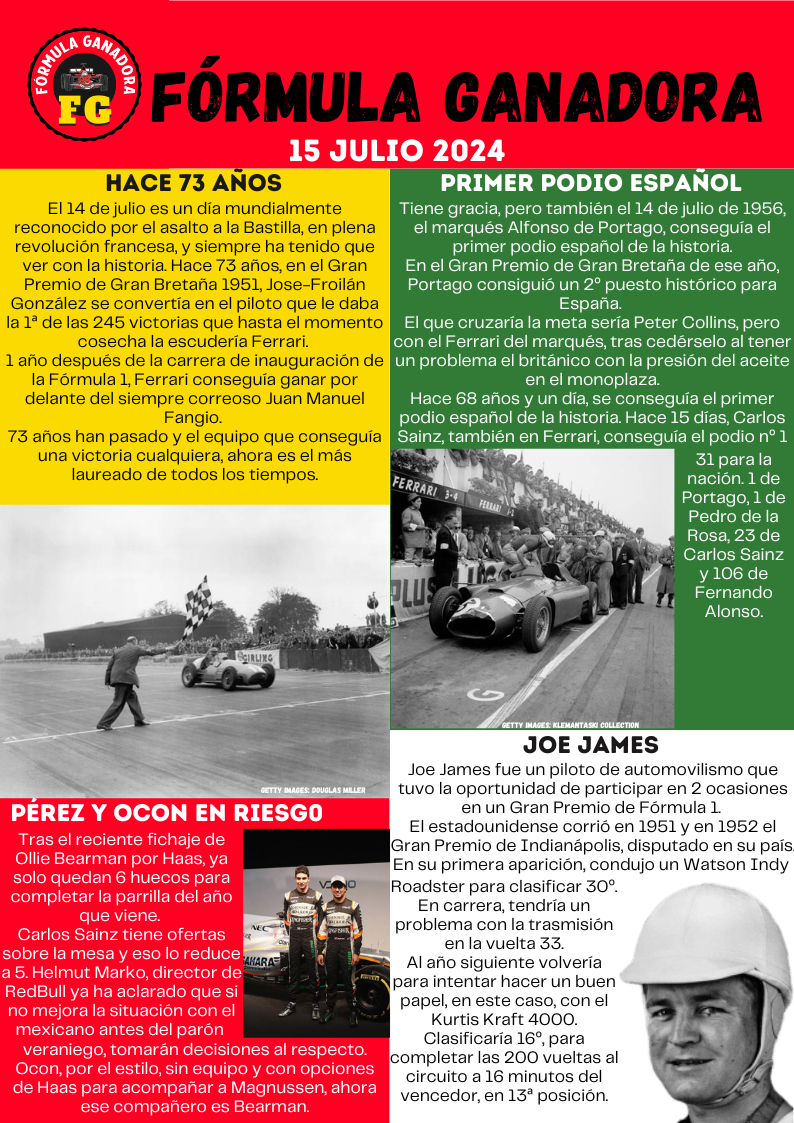 FÓRMULA GANADORA
FG
FÓRMULA GANADORA
15 JULIO 2024
HACE 73 AÑOS
El 14 de julio es un día mundialmente
reconocido por el asalto a la Bastilla, en plena
revolución francesa, y siempre ha tenido que
ver con la historia. Hace 73 años, en el Gran
Premio de Gran Bretaña 1951, Jose-Froilán
González se convertía en el piloto que le daba
la 1ª de las 245 victorias que hasta el momento
cosecha la escudería Ferrari.
1 año después de la carrera de inauguración de
la Fórmula 1, Ferrari conseguía ganar por
delante del siempre correoso Juan Manuel
Fangio.
73 años han pasado y el equipo que conseguía
una victoria cualquiera, ahora es el más
laureado de todos los tiempos.
GIRLING
GETTY IMAGES: DOUGLAS MILLER
PRIMER PODIO ESPAÑOL
Tiene gracia, pero también el 14 de julio de 1956,
el marqués Alfonso de Portago, conseguía el
primer podio español de la historia.
En el Gran Premio de Gran Bretaña de ese año,
Portago consiguió un 2º puesto histórico para
España.
El que cruzaría la meta sería Peter Collins, pero
con el Ferrari del marqués, tras cedérselo al tener
un problema el británico con la presión del aceite
en el monoplaza.
Hace 68 años y un día, se conseguía el primer
podio español de la historia. Hace 15 días, Carlos
Sainz, también en Ferrari, conseguía el podio nº 1
31 para la
nación. 1 de
Portago, 1 de
Pedro de la
Rosa, 23 de
Carlos Sainz
y 106 de
Fernando
Alonso.
FERRARI 3-4
FERRARI 1-2
PLUS
G
GETTY IMAGES: KLEMANTASKI COLLECTION
PÉREZ Y OCON EN RIESG0
Tras el reciente fichaje de
Ollie Bearman por Haas, ya
solo quedan 6 huecos para
completar la parrilla del año
que viene.
Carlos Sainz tiene ofertas
sobre la mesa y eso lo reduce
a 5. Helmut Marko, director de
RedBull ya ha aclarado que si
no mejora la situación con el
mexicano antes del parón
veraniego, tomarán decisiones al respecto.
Ocon, por el estilo, sin equipo y con opciones
de Haas para acompañar a Magnussen, ahora
ese compañero es Bearman.
NEC
SAHARA
JOE JAMES
Joe James fue un piloto de automovilismo que
tuvo la oportunidad de participar en 2 ocasiones
en un Gran Premio de Fórmula 1.
El estadounidense corrió en 1951 y en 1952 el
Gran Premio de Indianápolis, disputado en su país.
En su primera aparición, condujo un Watson Indy
Roadster para clasificar 30º.
En carrera, tendría un
problema con la trasmisión
en la vuelta 33.
Al año siguiente volvería
para intentar hacer un buen
papel, en este caso, con el
Kurtis Kraft 4000.
Clasificaría 16º, para
completar las 200 vueltas al
circuito a 16 minutos del
vencedor, en 13ª posición.